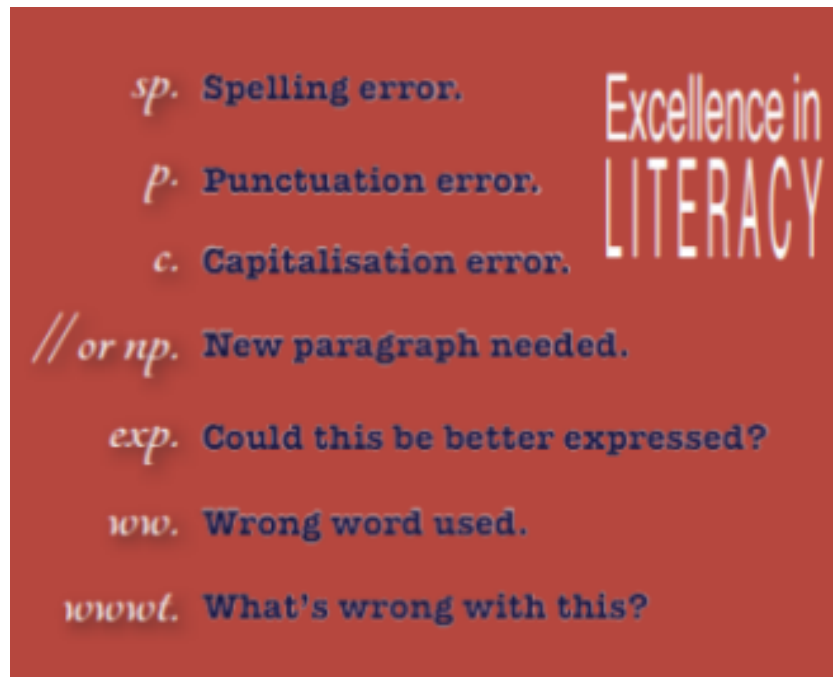 sp. Spelling error.
p. Punctuation error.
c. Capitalisation error.
// or np. New paragraph needed.
exp. Could this be better expressed?
ww. Wrong word used.
wwwt. What's wrong with this?
Excellence in
LITERACY